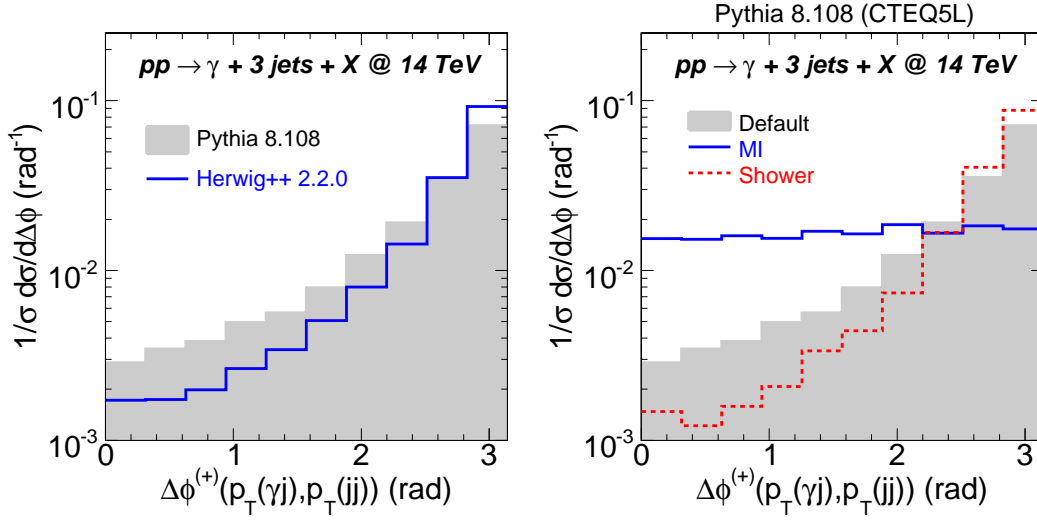 pp → γ + 3 jets + X @ 14 TeV
Pythia 8.108
Herwig++ 2.2.0
1/σ dσ/dΔϕ (rad⁻¹)
10⁻¹
10⁻²
10⁻³
0 1 2 3
Δϕ⁽⁺⁾(p_T(γj),p_T(jj)) (rad)
Pythia 8.108 (CTEQ5L)
pp → γ + 3 jets + X @ 14 TeV
Default
MI
Shower
1/σ dσ/dΔϕ (rad⁻¹)
10⁻¹
10⁻²
10⁻³
0 1 2 3
Δϕ⁽⁺⁾(p_T(γj),p_T(jj)) (rad)